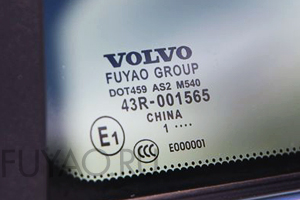 VOLVO
FUYAO GROUP
DOT459 AS2 M540
43R-001565
CHINA
1 ....
E1
CCC E000001
FUYAO